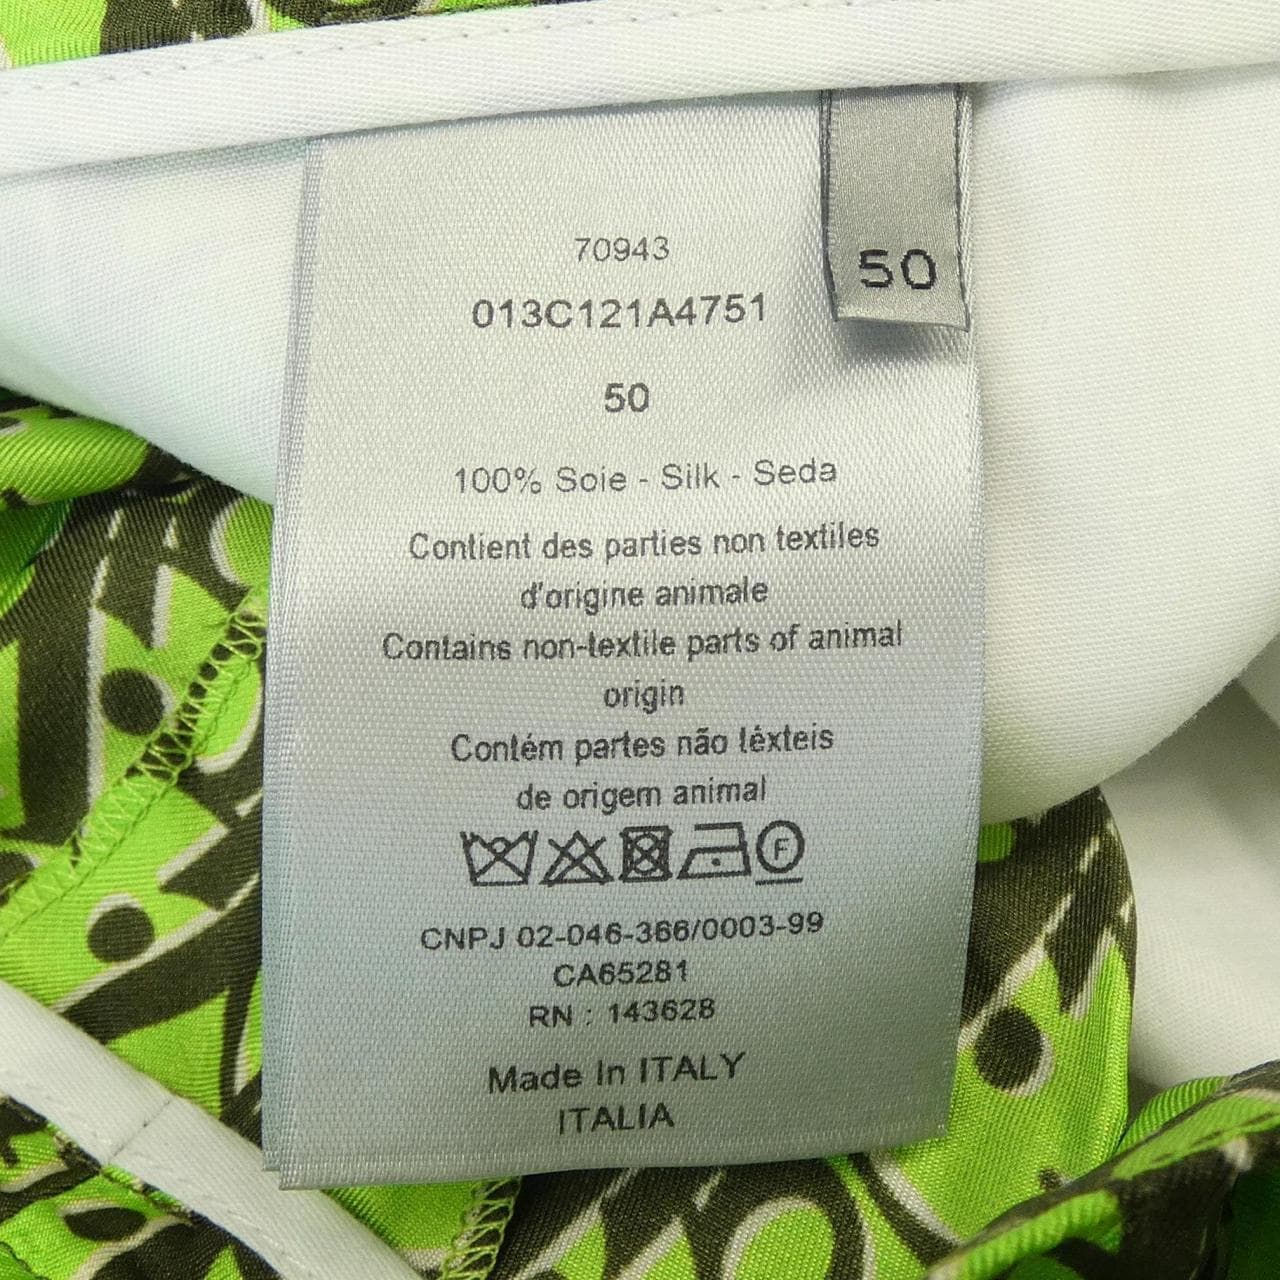 70943
013C121A4751
50
50
100% Soie - Silk - Seda
Contient des parties non textiles
d'origine animale
Contains non-textile parts of animal
origin
Contém partes não têxteis
de origem animal
F
CNPJ 02-046-366/0003-99
CA65281
RN : 143628
Made In ITALY
ITALIA